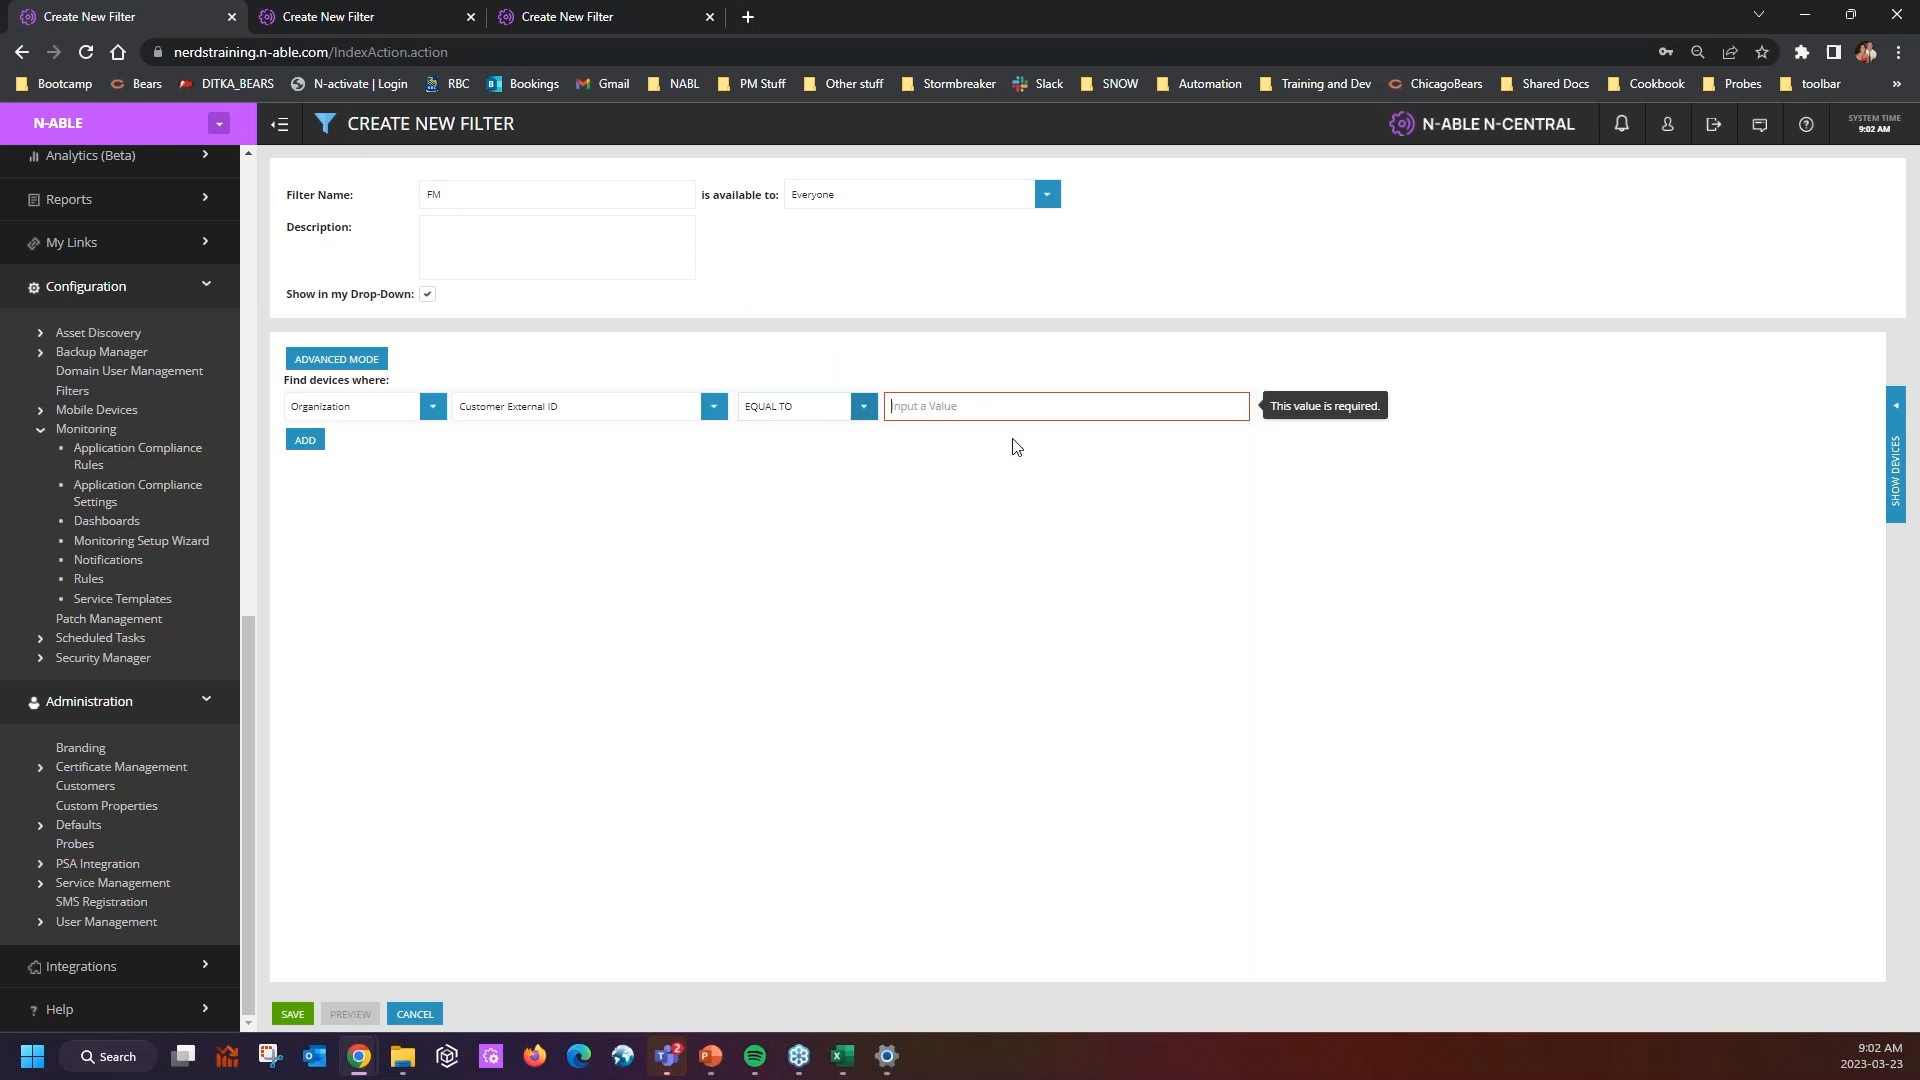 Create New Filter
Create New Filter
Create New Filter
nerdstraining.n-able.com/IndexAction.action
Bootcamp
Bears
DITKA_BEARS
N-activate | Login
RBC
Bookings
Gmail
NABL
PM Stuff
Other stuff
Stormbreaker
Slack
SNOW
Automation
Training and Dev
ChicagoBears
Shared Docs
Cookbook
Probes
toolbar
»
N-ABLE
CREATE NEW FILTER
N-ABLE N-CENTRAL
SYSTEM TIME
9:02 AM
Analytics (Beta)
Reports
My Links
Configuration
Asset Discovery
Backup Manager
Domain User Management
Filters
Mobile Devices
Monitoring
Application Compliance
Rules
Application Compliance
Settings
Dashboards
Monitoring Setup Wizard
Notifications
Rules
Service Templates
Patch Management
Scheduled Tasks
Security Manager
Administration
Branding
Certificate Management
Customers
Custom Properties
Defaults
Probes
PSA Integration
Service Management
SMS Registration
User Management
Integrations
Help
Filter Name:
FM
is available to:
Everyone
Description:
Show in my Drop-Down:
ADVANCED MODE
Find devices where:
Organization
Customer External ID
EQUAL TO
Input a Value
This value is required.
ADD
SHOW DEVICES
SAVE
PREVIEW
CANCEL
Search
2
9:02 AM
2023-03-23